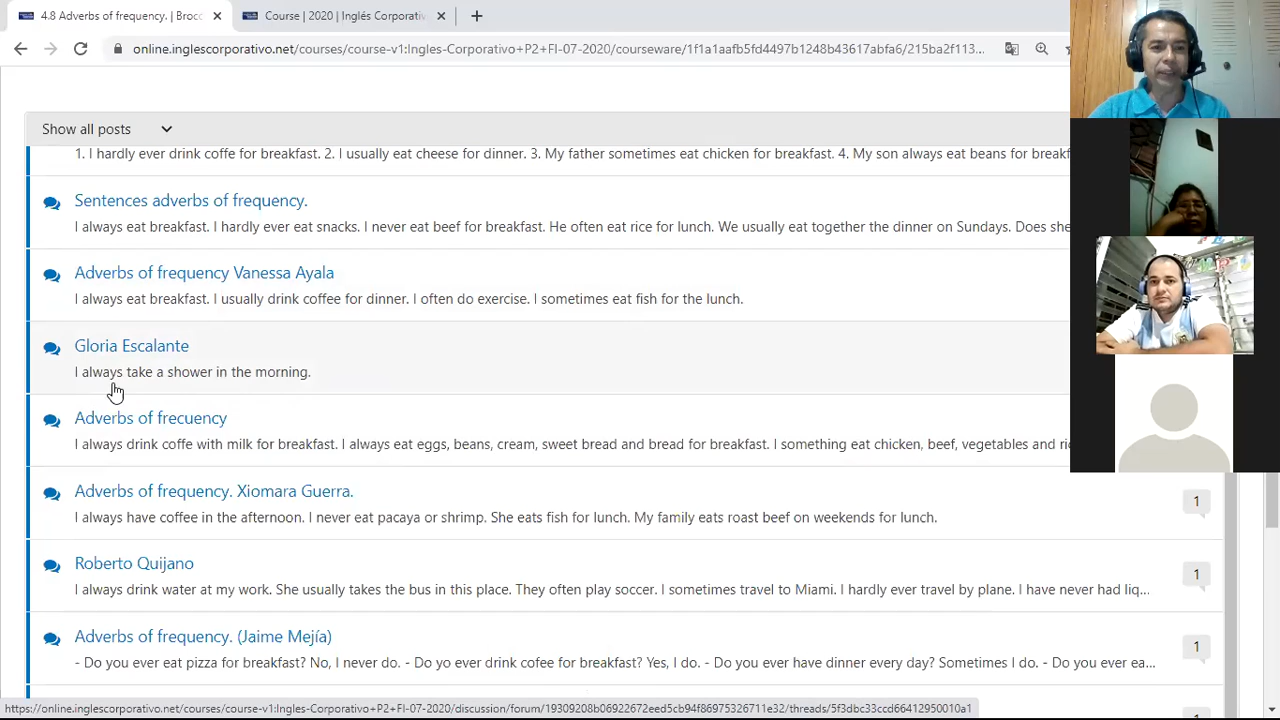 4.8 Adverbs of frequency. | Brocc
Course | 2020 | Inglés Corporativ
online.inglescorporativo.net/courses/course-v1:Ingles-Corporativo+P2+FI-07-2020/courseware/1f1a1aafb5fd4497b1248b43617abfa6/215ba2f113...
Show all posts
1. I hardly ever drink coffe for breakfast. 2. I usually eat cheese for dinner. 3. My father sometimes eat chicken for breakfast. 4. My son always eat beans for breakf
Sentences adverbs of frequency.
I always eat breakfast. I hardly ever eat snacks. I never eat beef for breakfast. He often eat rice for lunch. We usually eat together the dinner on Sundays. Does she
Adverbs of frequency Vanessa Ayala
I always eat breakfast. I usually drink coffee for dinner. I often do exercise. I sometimes eat fish for the lunch.
Gloria Escalante
I always take a shower in the morning.
Adverbs of frecuency
I always drink coffe with milk for breakfast. I always eat eggs, beans, cream, sweet bread and bread for breakfast. I something eat chicken, beef, vegetables and ri
Adverbs of frequency. Xiomara Guerra.
1
I always have coffee in the afternoon. I never eat pacaya or shrimp. She eats fish for lunch. My family eats roast beef on weekends for lunch.
Roberto Quijano
1
I always drink water at my work. She usually takes the bus in this place. They often play soccer. I sometimes travel to Miami. I hardly ever travel by plane. I have never had liq...
Adverbs of frequency. (Jaime Mejía)
1
- Do you ever eat pizza for breakfast? No, I never do. - Do yo ever drink cofee for breakfast? Yes, I do. - Do you ever have dinner every day? Sometimes I do. - Do you ever ea...
https://online.inglescorporativo.net/courses/course-v1:Ingles-Corporativo+P2+FI-07-2020/discussion/forum/19309208b06922672eed5cb94f86975326711e32/threads/5f3dbc33ccd66412950010a1